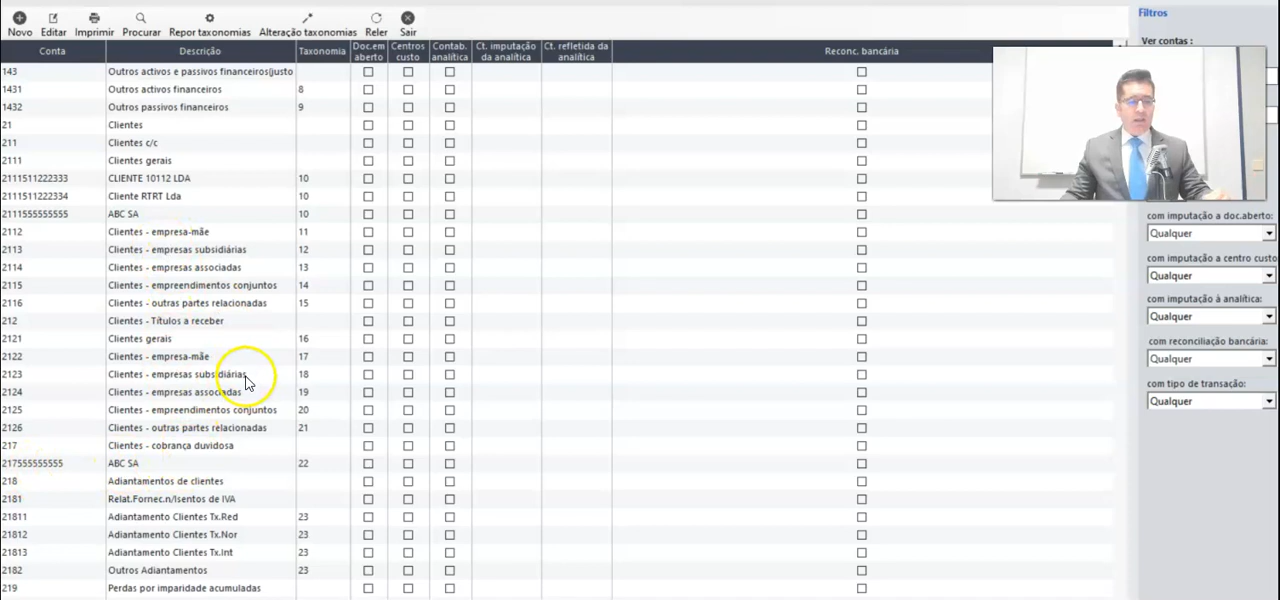 Novo Editar Imprimir Procurar Repor taxonomias Alteração taxonomias Reler Sair
Conta Descrição Taxonomia Doc.em aberto Centros custo Contab. analítica Ct. imputação da analítica Ct. refletida da analítica Reconc. bancária
143 Outros activos e passivos financeiros(justo
1431 Outros activos financeiros 8
1432 Outros passivos financeiros 9
21 Clientes
211 Clientes c/c
2111 Clientes gerais
2111511222333 CLIENTE 10112 LDA 10
2111511222334 Cliente RTRT Lda 10
2111555555555 ABC SA 10
2112 Clientes - empresa-mãe 11
2113 Clientes - empresas subsidiárias 12
2114 Clientes - empresas associadas 13
2115 Clientes - empreendimentos conjuntos 14
2116 Clientes - outras partes relacionadas 15
212 Clientes - Títulos a receber
2121 Clientes gerais 16
2122 Clientes - empresa-mãe 17
2123 Clientes - empresas subsidiárias 18
2124 Clientes - empresas associadas 19
2125 Clientes - empreendimentos conjuntos 20
2126 Clientes - outras partes relacionadas 21
217 Clientes - cobrança duvidosa
217555555555 ABC SA 22
218 Adiantamentos de clientes
2181 Relat.Fornec.n/Isentos de IVA
21811 Adiantamento Clientes Tx.Red 23
21812 Adiantamento Clientes Tx.Nor 23
21813 Adiantamento Clientes Tx.Int 23
2182 Outros Adiantamentos 23
219 Perdas por imparidade acumuladas
Filtros
Ver contas :
com imputação a doc.aberto:
Qualquer
com imputação a centro custo
Qualquer
com imputação à analítica:
Qualquer
com reconciliação bancária:
Qualquer
com tipo de transação:
Qualquer